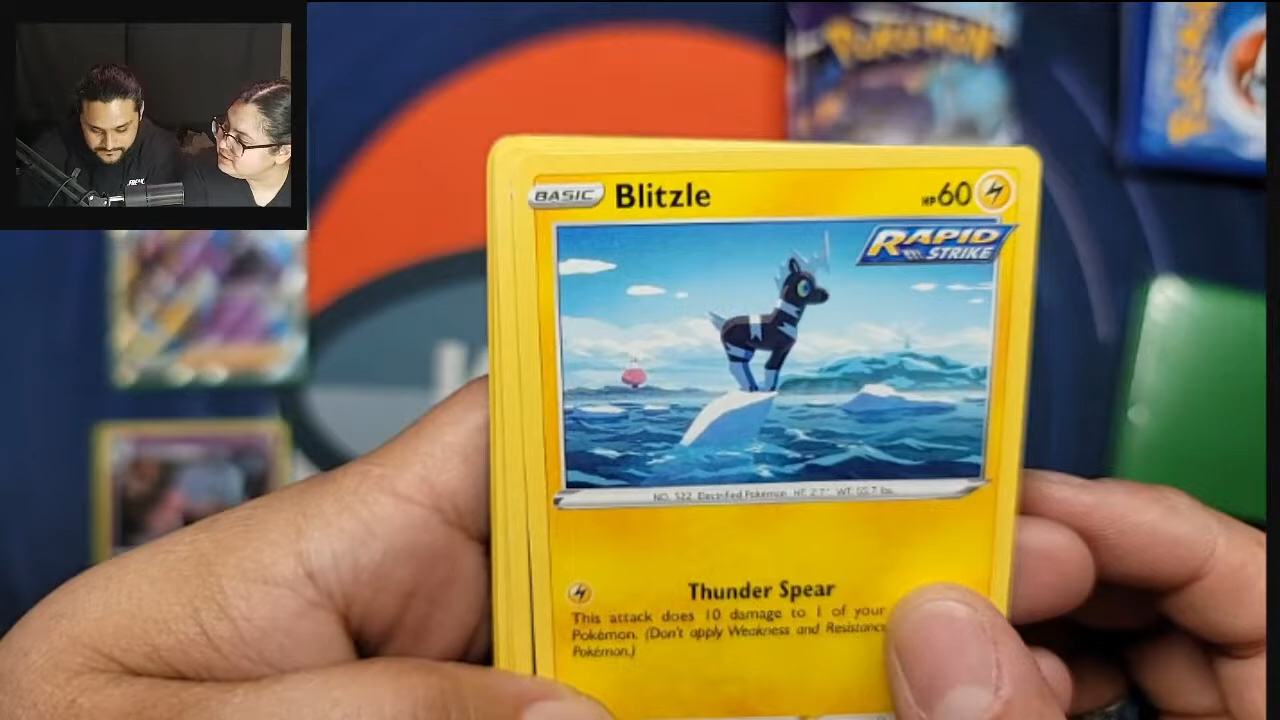 POKÉMON
BASIC Blitzle HP60
RAPID
STRIKE
NO. 522 Electrified Pokémon HT: 2'7" WT: 65.7 lbs.
Thunder Spear
This attack does 10 damage to 1 of your
Pokémon. (Don't apply Weakness and Resistance
Pokémon.)